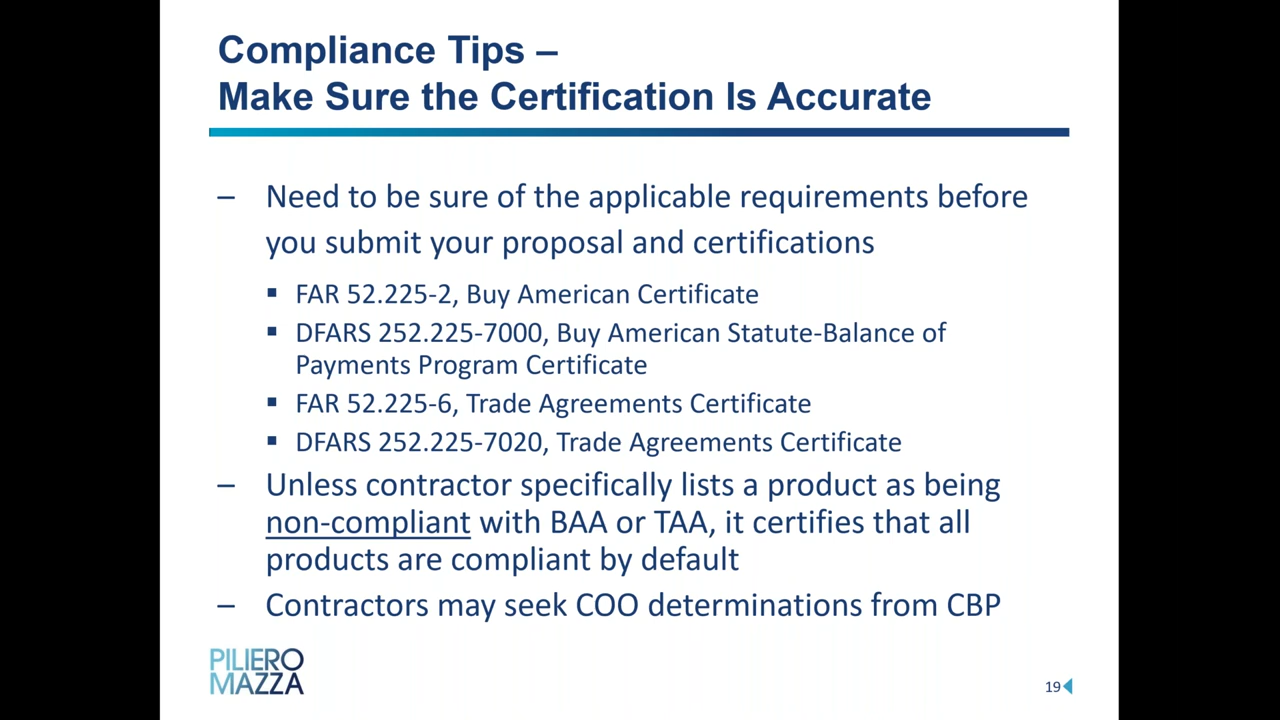 Compliance Tips –
Make Sure the Certification Is Accurate
– Need to be sure of the applicable requirements before
you submit your proposal and certifications
▪ FAR 52.225-2, Buy American Certificate
▪ DFARS 252.225-7000, Buy American Statute-Balance of
Payments Program Certificate
▪ FAR 52.225-6, Trade Agreements Certificate
▪ DFARS 252.225-7020, Trade Agreements Certificate
– Unless contractor specifically lists a product as being
non-compliant with BAA or TAA, it certifies that all
products are compliant by default
– Contractors may seek COO determinations from CBP
PILIERO
MAZZA
19